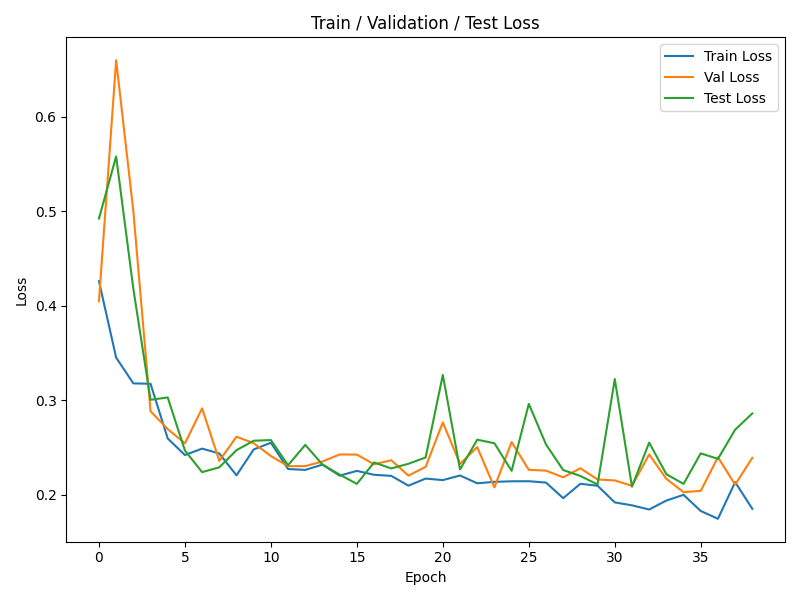 Train / Validation / Test Loss
Train Loss
Val Loss
Test Loss
Loss
0.6
0.5
0.4
0.3
0.2
0 5 10 15 20 25 30 35
Epoch